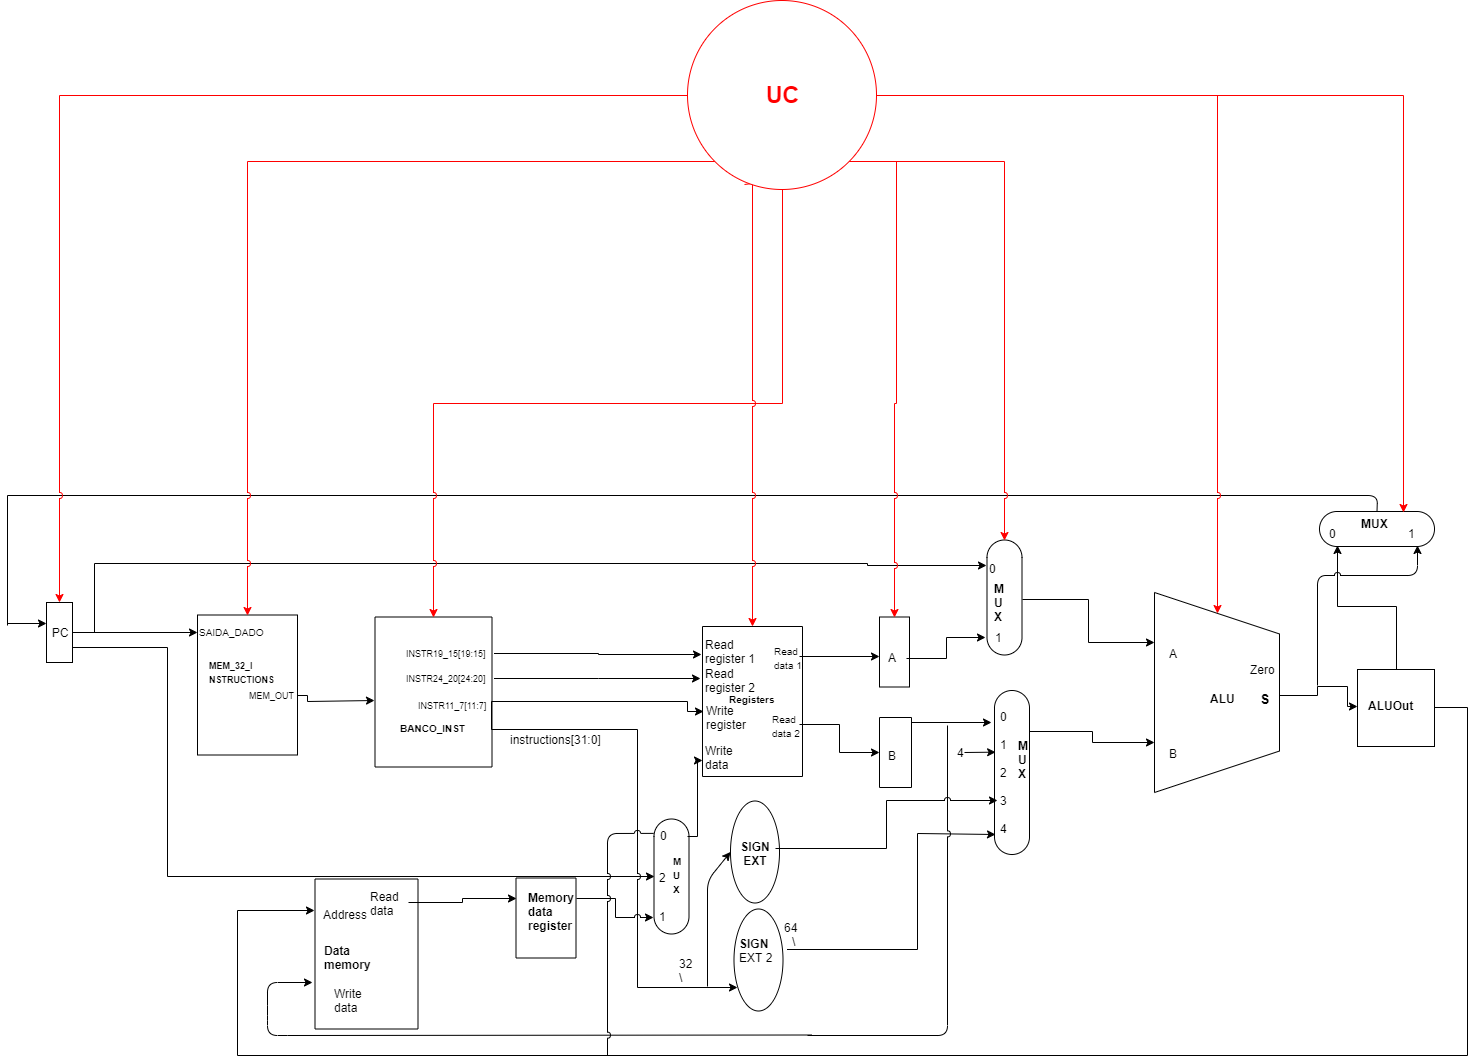 UC
MUX
0
1
0
M
U
X
1
PC
SAIDA_DADO
MEM_32_I
NSTRUCTIONS
MEM_OUT
INSTR19_15[19:15]
INSTR24_20[24:20]
INSTR11_7[11:7]
BANCO_INST
instructions[31:0]
Read
register 1
Read
register 2
Registers
Write
register
Write
data
Read
data 1
Read
data 2
A
B
0
1
2
3
4
M
U
X
4
A
B
Zero
ALU
S
ALUOut
0
M
U
X
2
1
SIGN
EXT
SIGN
EXT 2
64
\
32
\
Read
data
Address
Data
memory
Write
data
Memory
data
register